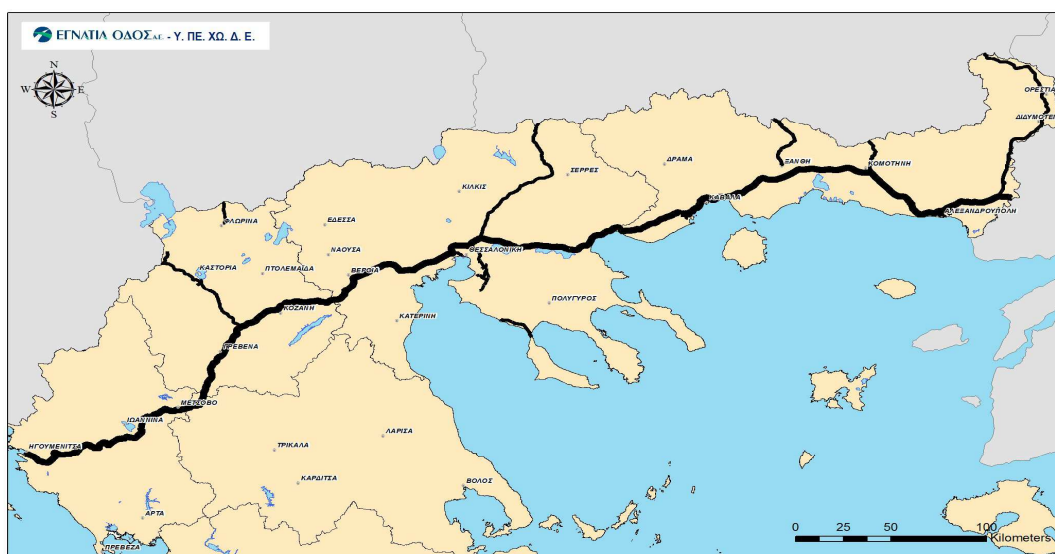 ΕΓΝΑΤΙΑ ΟΔΟΣ Α.Ε. - Υ. ΠΕ. ΧΩ. Δ. Ε.
N
W E
S
ΟΡΕΣΤΙΑ
ΔΙΔΥΜΟΤΕΙ
ΞΑΝΘΗ
ΚΟΜΟΤΗΝΗ
ΔΡΑΜΑ
ΣΕΡΡΕΣ
ΚΙΛΚΙΣ
ΚΑΒΑΛΑ
ΑΛΕΞΑΝΔΡΟΥΠΟΛΗ
ΦΛΩΡΙΝΑ
ΕΔΕΣΣΑ
ΝΑΟΥΣΑ
ΘΕΣΣΑΛΟΝΙΚΗ
ΚΑΣΤΟΡΙΑ
ΠΤΟΛΕΜΑΙΔΑ
ΒΕΡΟΙΑ
ΠΟΛΥΓΥΡΟΣ
ΚΟΖΑΝΗ
ΚΑΤΕΡΙΝΗ
ΓΡΕΒΕΝΑ
ΜΕΤΣΟΒΟ
ΙΩΑΝΝΙΝΑ
ΗΓΟΥΜΕΝΙΤΣΑ
ΛΑΡΙΣΑ
ΤΡΙΚΑΛΑ
ΚΑΡΔΙΤΣΑ
ΒΟΛΟΣ
ΑΡΤΑ
ΠΡΕΒΕΖΑ
0 25 50 100
Kilometers